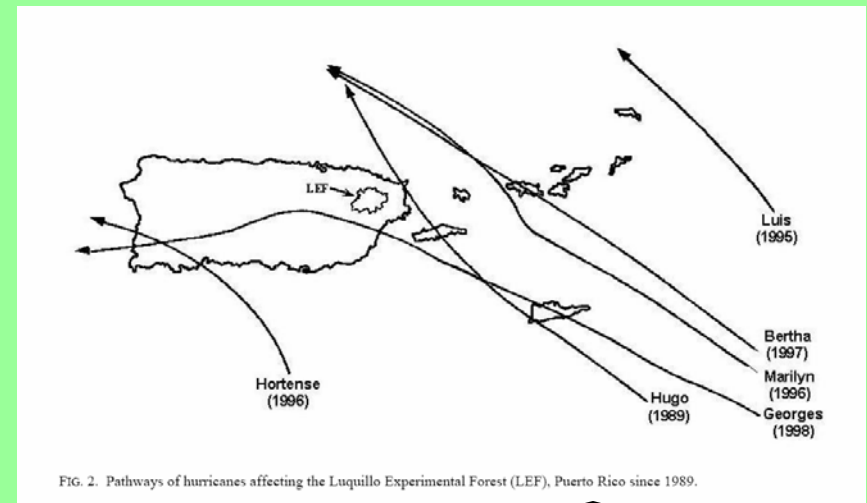 LEF
Luis
(1995)
Bertha
(1997)
Marilyn
(1996)
Georges
(1998)
Hugo
(1989)
Hortense
(1996)
FIG. 2. Pathways of hurricanes affecting the Luquillo Experimental Forest (LEF), Puerto Rico since 1989.